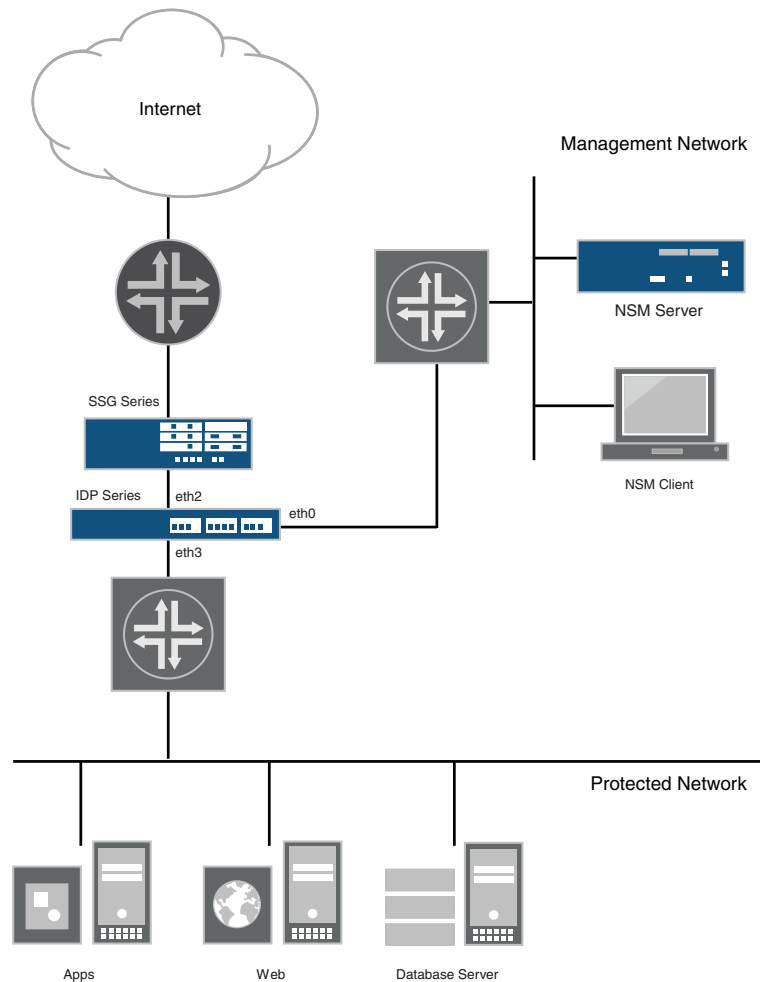 Internet
Management Network
NSM Server
SSG Series
NSM Client
IDP Series
eth2
eth0
eth3
Protected Network
Apps
Web
Database Server